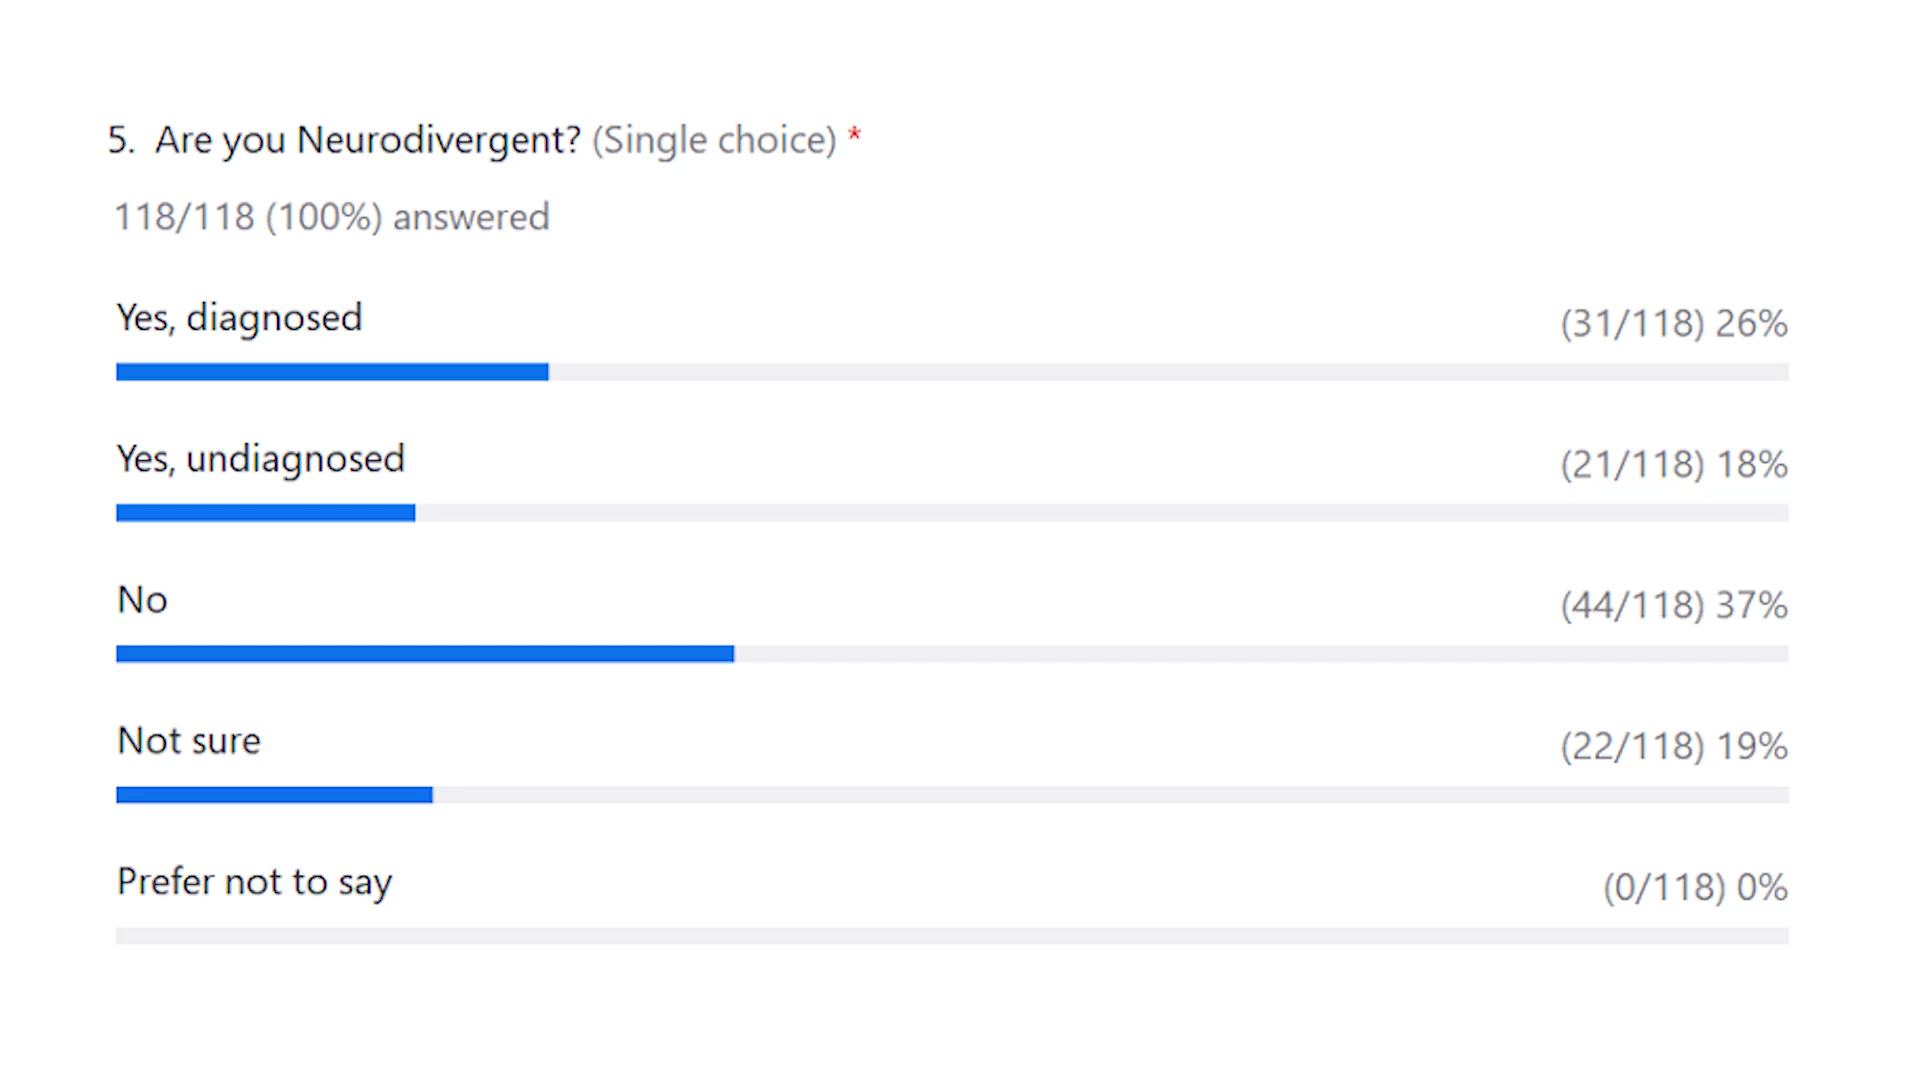 5. Are you Neurodivergent? (Single choice) *
118/118 (100%) answered
Yes, diagnosed (31/118) 26%
Yes, undiagnosed (21/118) 18%
No (44/118) 37%
Not sure (22/118) 19%
Prefer not to say (0/118) 0%